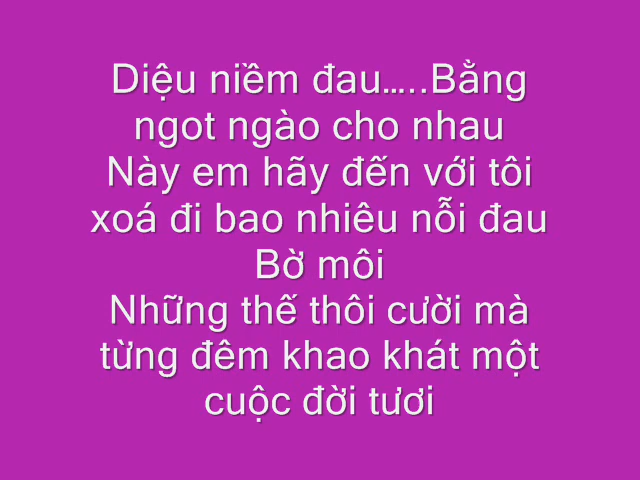 Diệu niềm đau…..Bằng
ngot ngào cho nhau
Này em hãy đến với tôi
xoá đi bao nhiêu nỗi đau
Bờ môi
Những thế thôi cười mà
từng đêm khao khát một
cuộc đời tươi